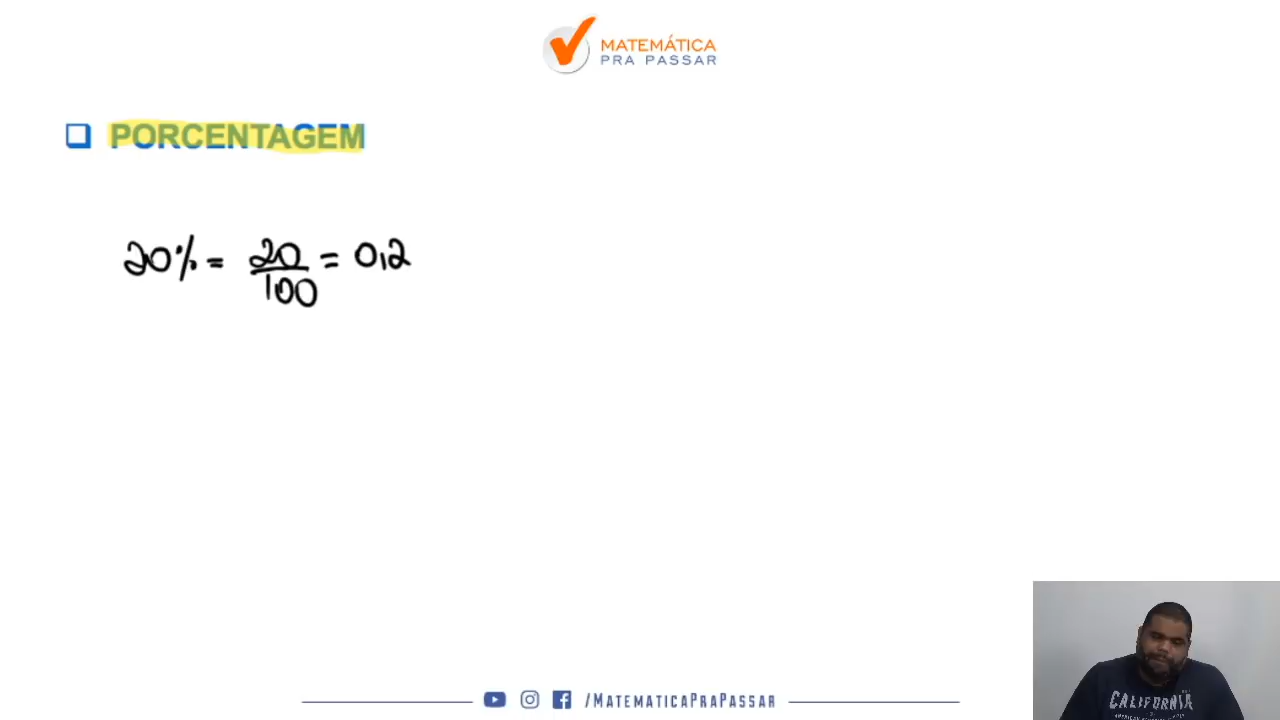 MATEMÁTICA
PRA PASSAR
PORCENTAGEM
20% = 20/100 = 0,2
CALIFORNIA
/MATEMATICAPRAPASSAR